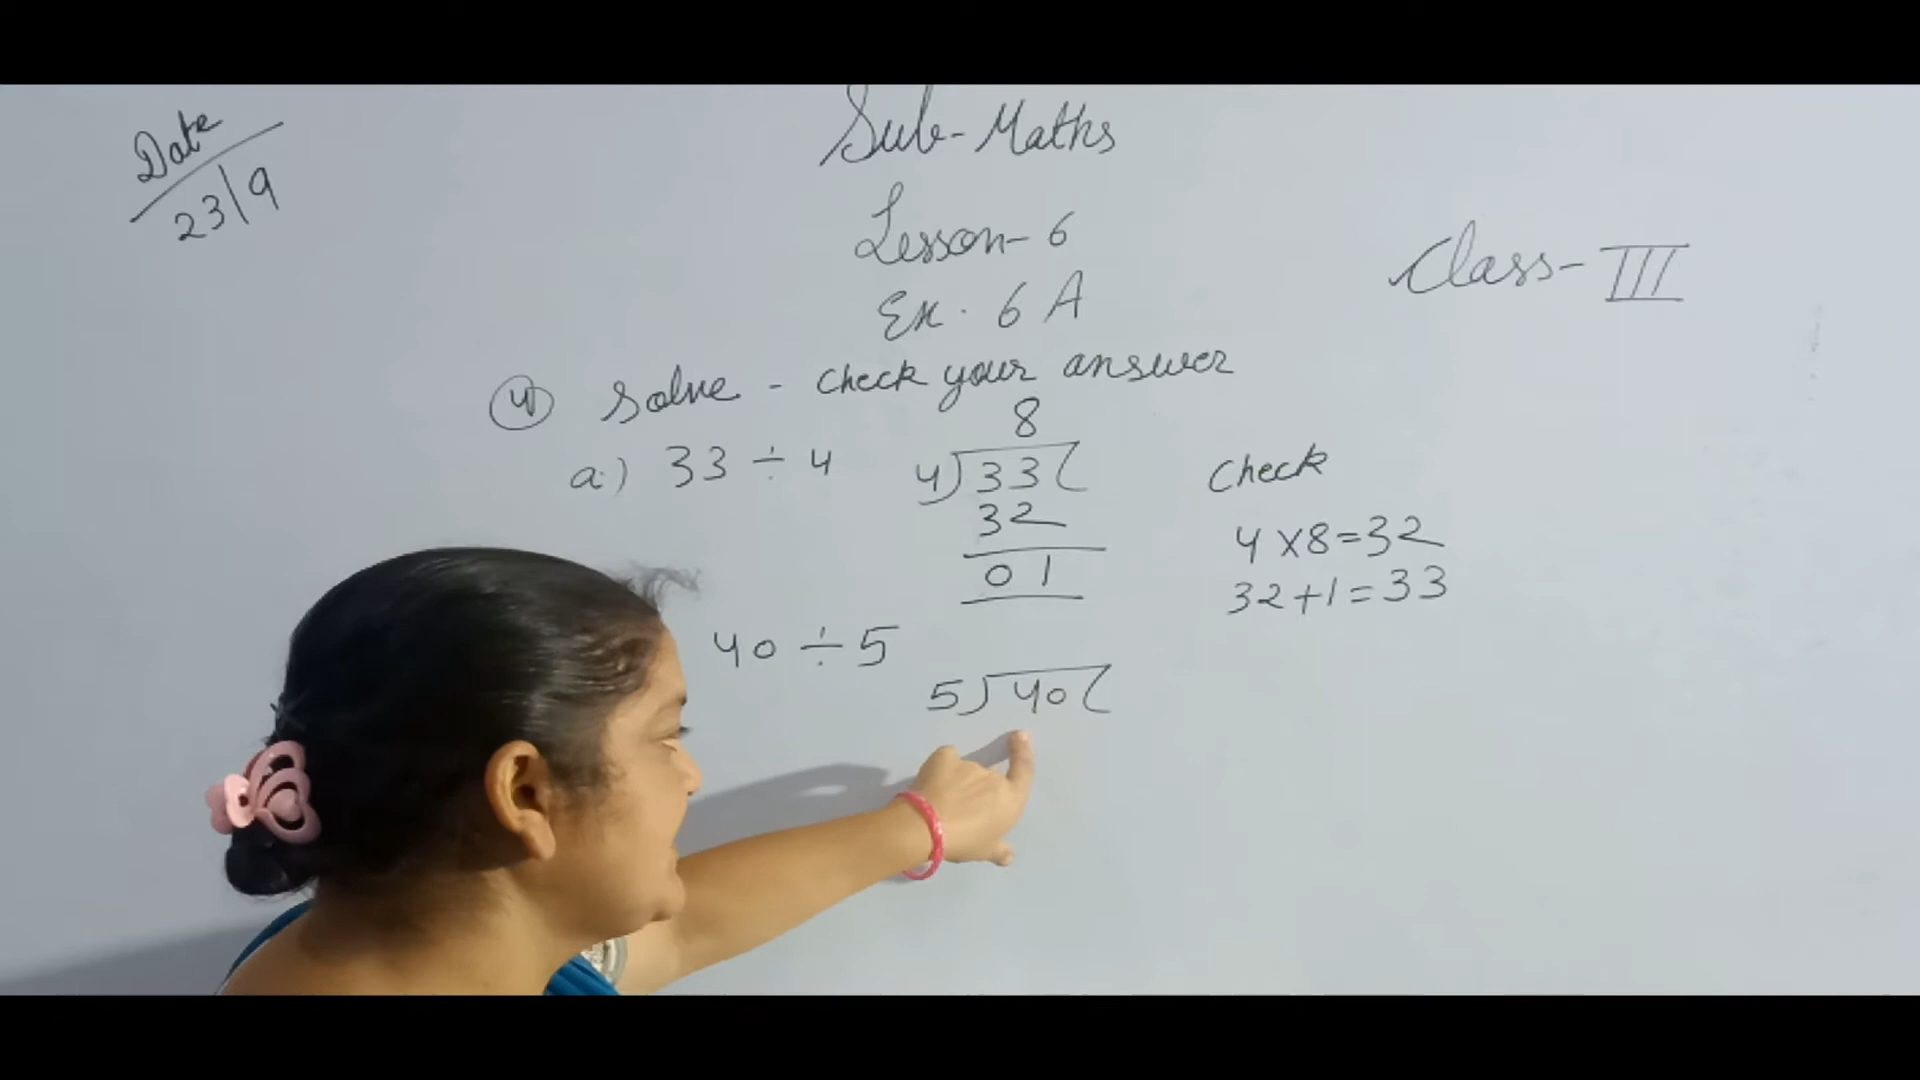 Date
23/9
Sub-Maths
Lesson-6
Ex. 6 A
Class-III
④ Solve - check your answer
a.) 33 ÷ 4
8
4)33(
32
01
Check
4×8=32
32+1=33
40 ÷ 5
5)40(